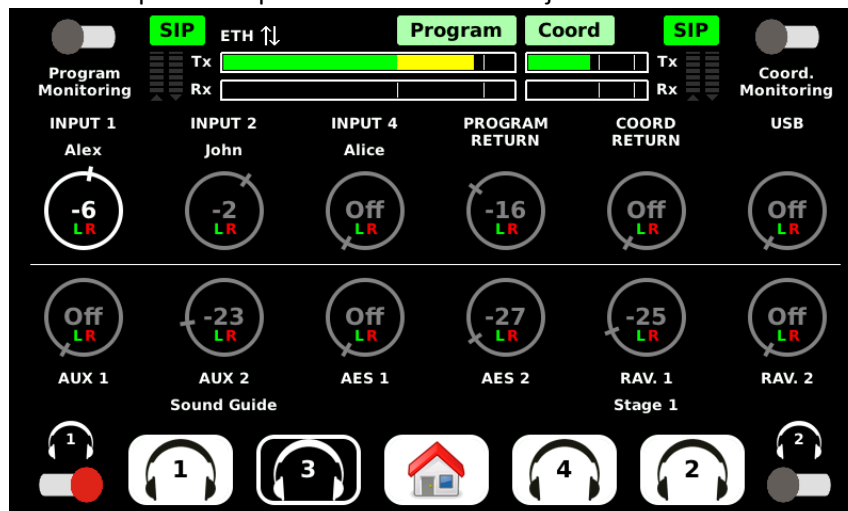 SIP ETH Program Coord SIP
Program Monitoring Tx Tx Coord. Monitoring
Rx Rx
INPUT 1 INPUT 2 INPUT 4 PROGRAM RETURN COORD RETURN USB
Alex John Alice
-6 -2 Off -16 Off Off
L R L R L R L R L R L R
Off -23 Off -27 -25 Off
L R L R L R L R L R L R
AUX 1 AUX 2 AES 1 AES 2 RAV. 1 RAV. 2
Sound Guide Stage 1
1 2
1 3 4 2